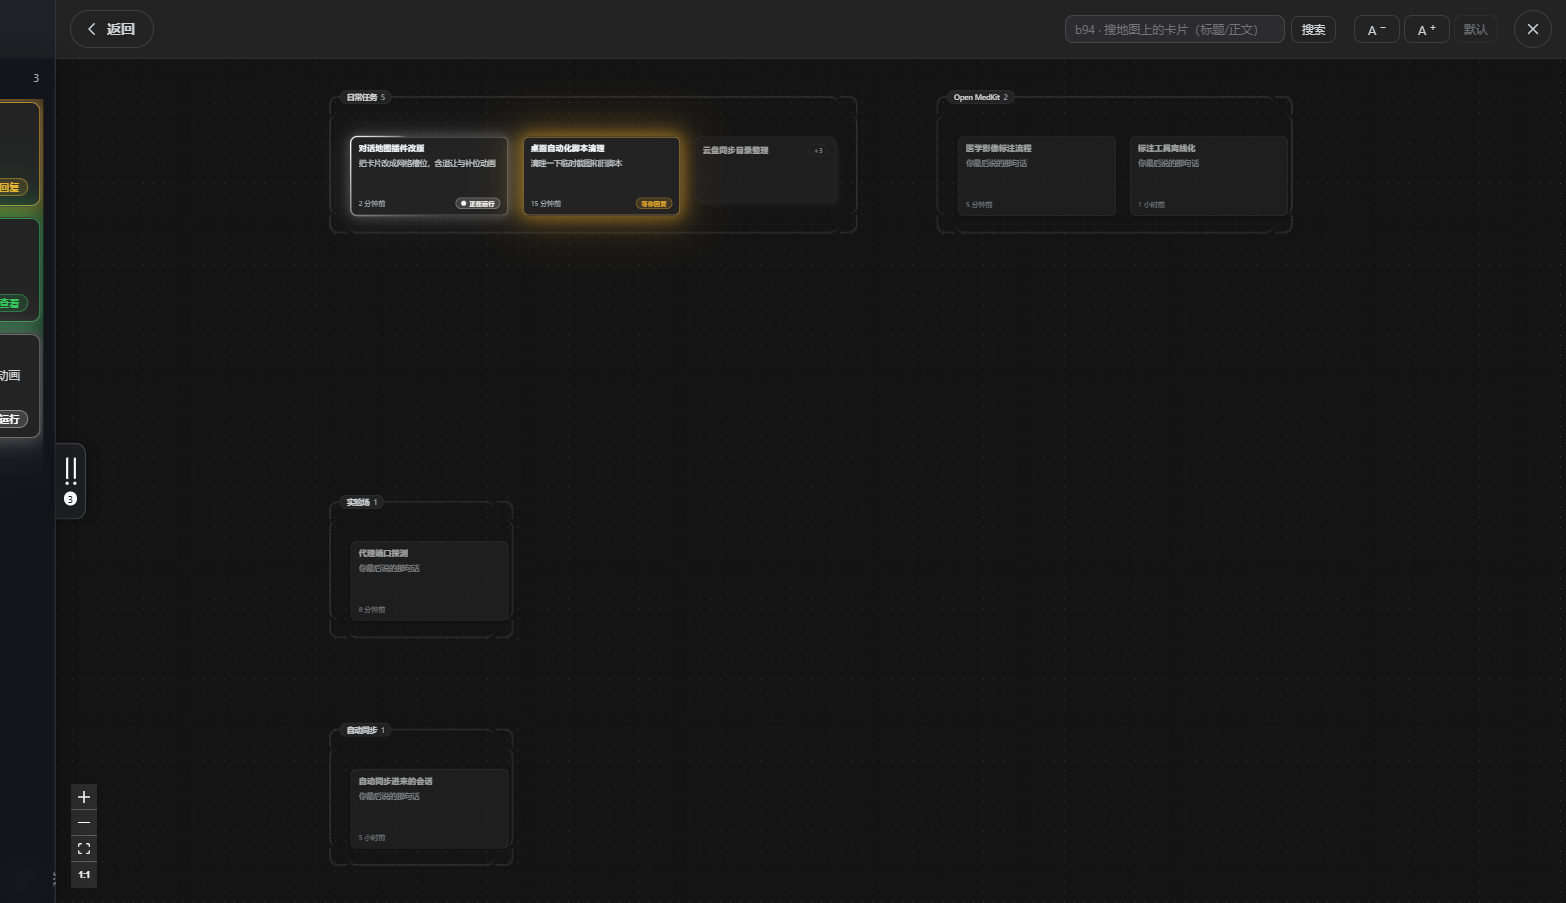 返回
b94 · 搜地图上的卡片（标题/正文）
搜索
A⁻
A⁺
默认
3
回复
查看
动画
运行
3
日常任务 5
对话地图插件改版
把卡片改成网格槽位，含退让与补位动画
2 分钟前
正在运行
桌面自动化脚本清理
清理一下临时截图和旧脚本
15 分钟前
等你回复
云盘同步目录整理
+3
Open MedKit 2
医学影像标注流程
你最后说的那句话
5 分钟前
标注工具离线化
你最后说的那句话
1 小时前
实验场 1
代理端口探测
你最后说的那句话
8 分钟前
自动同步 1
自动同步进来的会话
你最后说的那句话
5 小时前
1:1